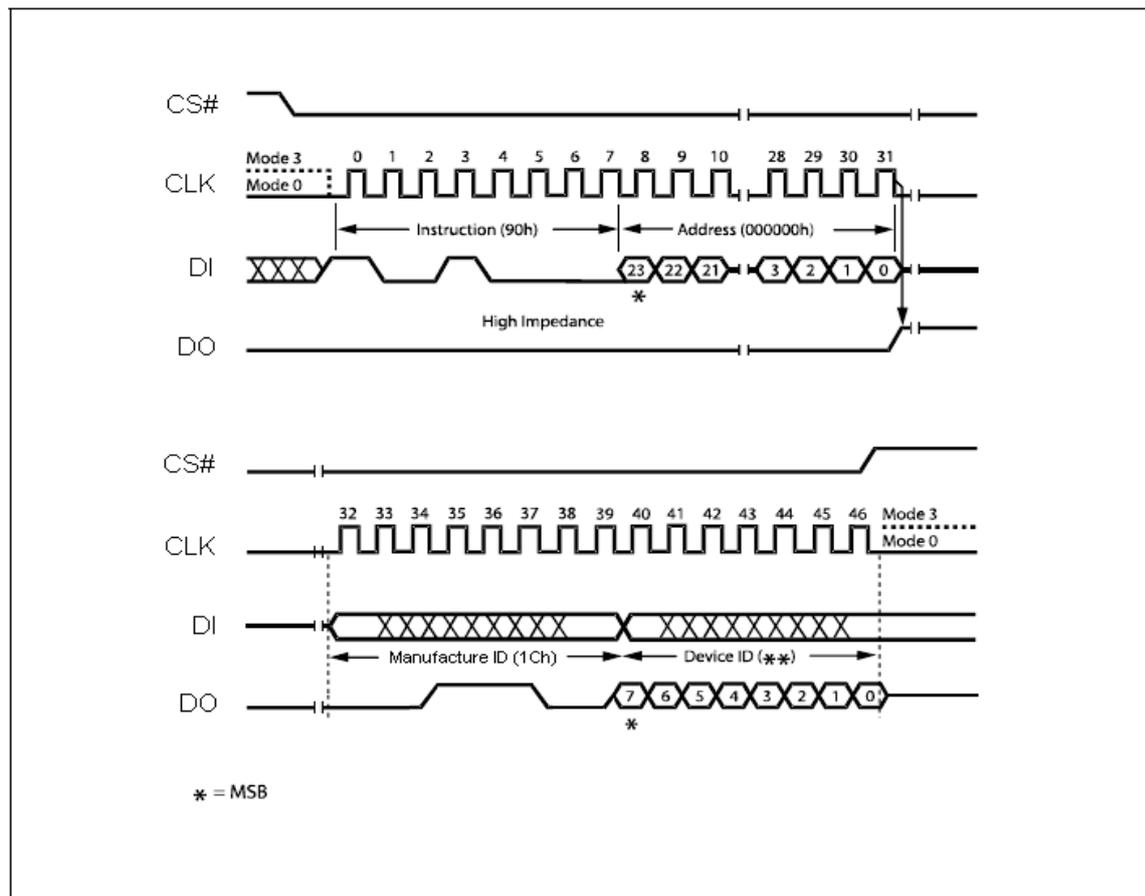 CS#
Mode 3
0 1 2 3 4 5 6 7 8 9 10 28 29 30 31
CLK
Mode 0
Instruction (90h) Address (000000h)
DI 23 22 21 3 2 1 0
*
High Impedance
DO
CS#
32 33 34 35 36 37 38 39 40 41 42 43 44 45 46 Mode 3
CLK Mode 0
DI
Manufacture ID (1Ch) Device ID (**)
DO 7 6 5 4 3 2 1 0
*
* = MSB